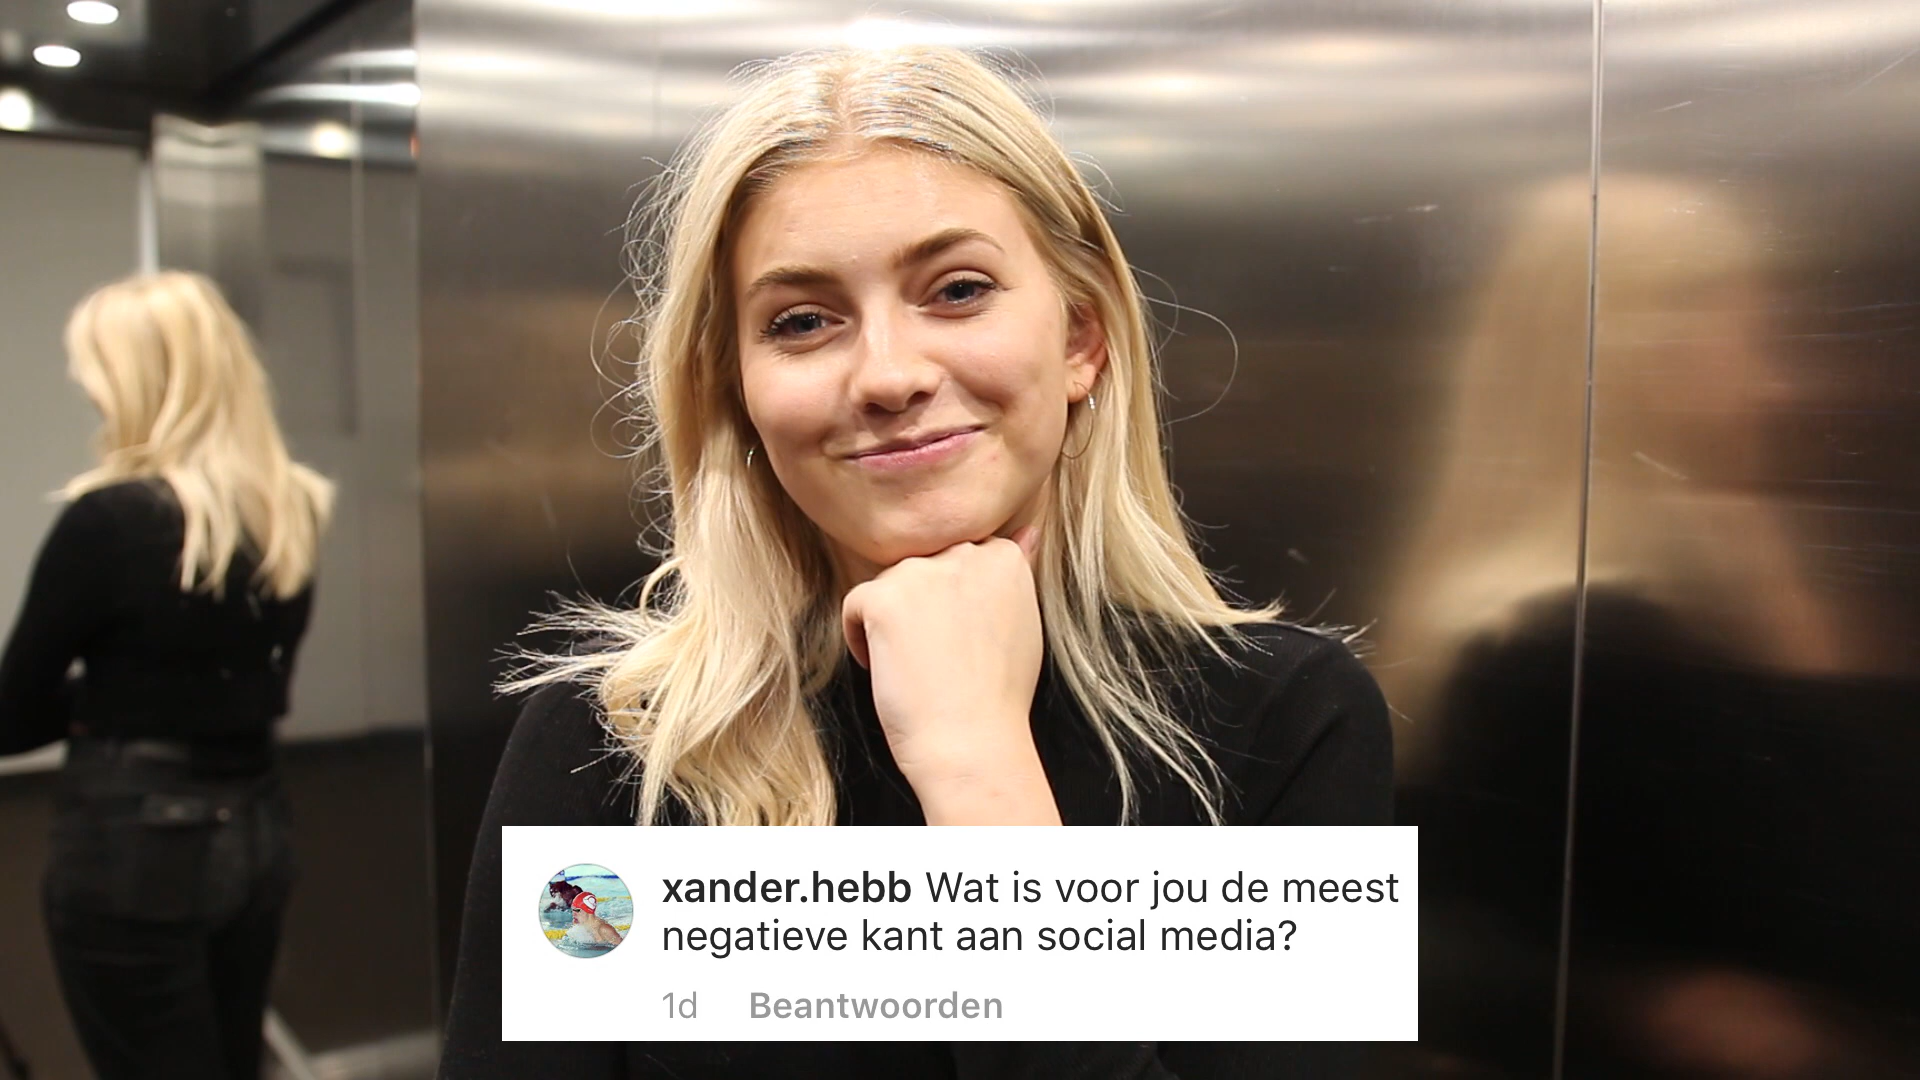 xander.hebb Wat is voor jou de meest
negatieve kant aan social media?
1d Beantwoorden